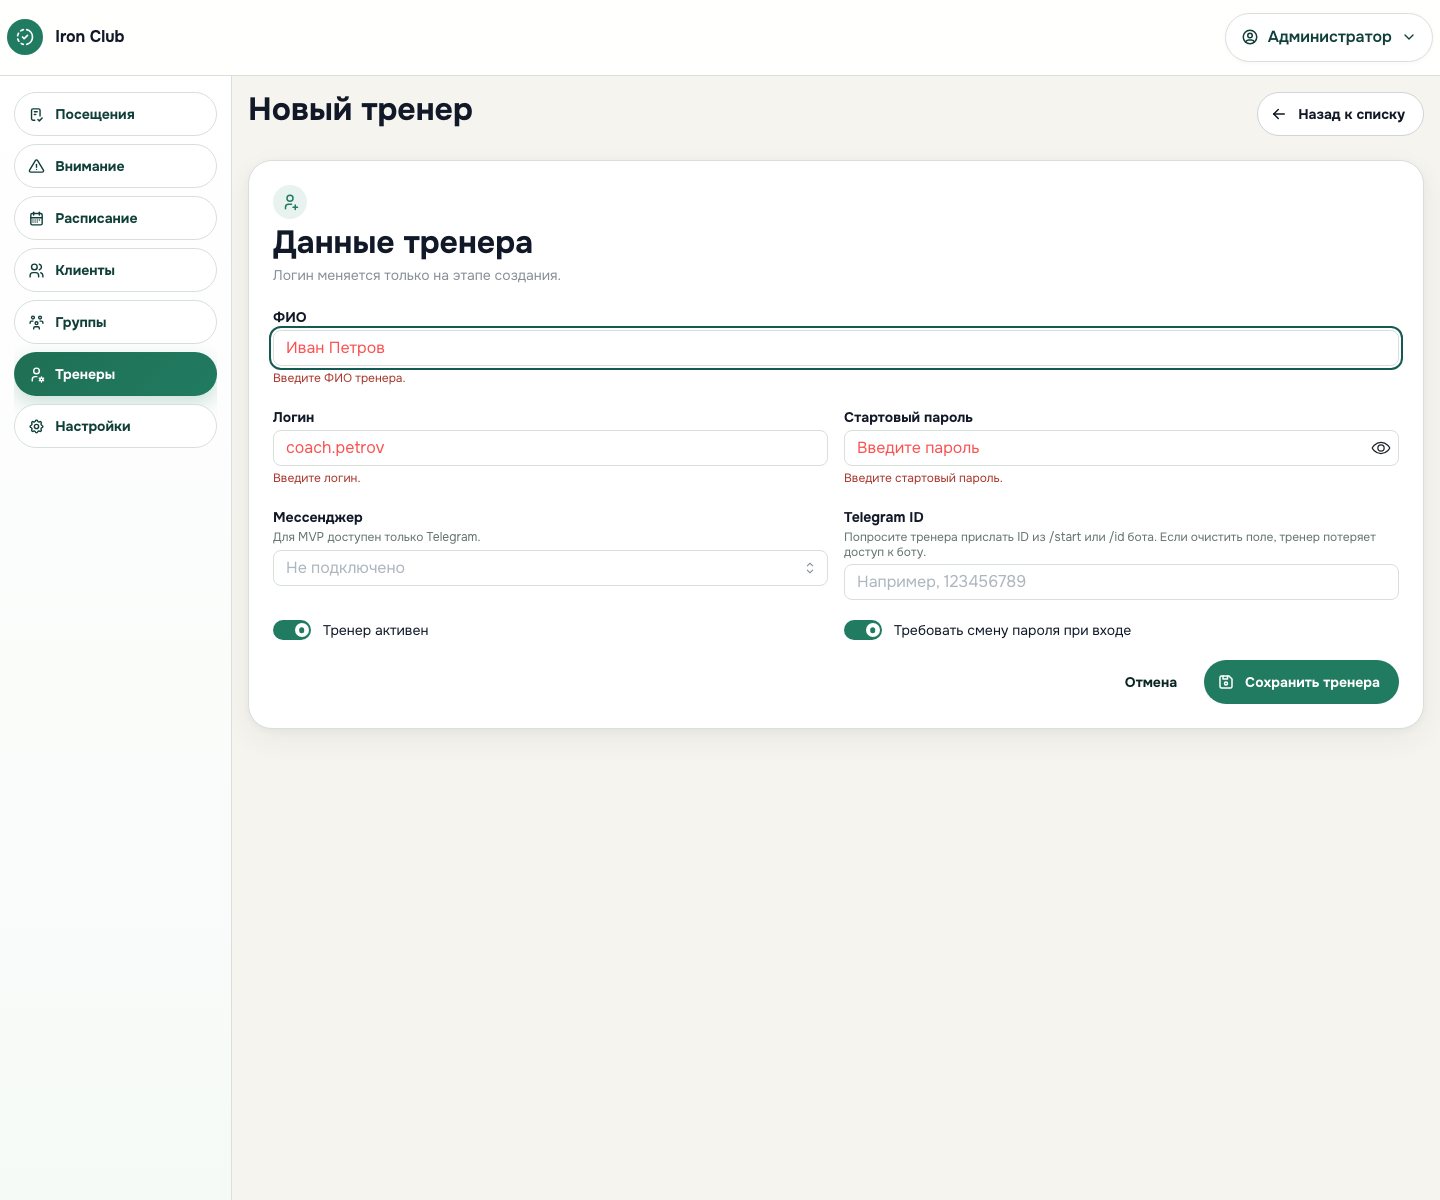 Iron Club
Администратор
Посещения
Внимание
Расписание
Клиенты
Группы
Тренеры
Настройки
Новый тренер
Назад к списку
Данные тренера
Логин меняется только на этапе создания.
ФИО
Иван Петров
Введите ФИО тренера.
Логин
coach.petrov
Введите логин.
Стартовый пароль
Введите пароль
Введите стартовый пароль.
Мессенджер
Для MVP доступен только Telegram.
Не подключено
Telegram ID
Попросите тренера прислать ID из /start или /id бота. Если очистить поле, тренер потеряет
доступ к боту.
Например, 123456789
Тренер активен
Требовать смену пароля при входе
Отмена
Сохранить тренера